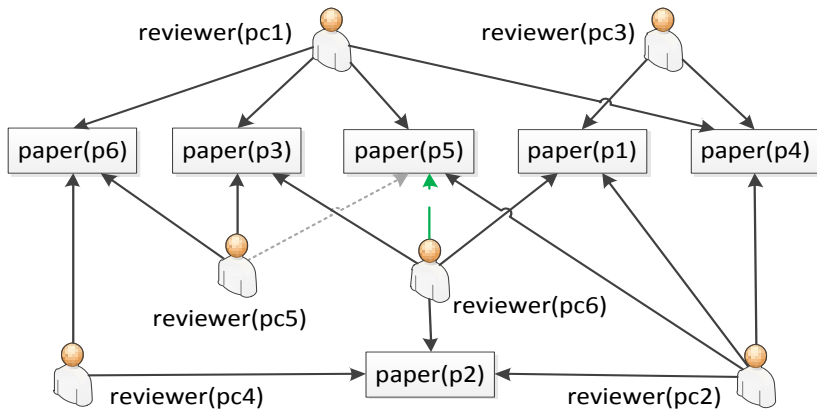 reviewer(pc1)
reviewer(pc3)
paper(p6)
paper(p3)
paper(p5)
paper(p1)
paper(p4)
reviewer(pc5)
reviewer(pc6)
paper(p2)
reviewer(pc4)
reviewer(pc2)